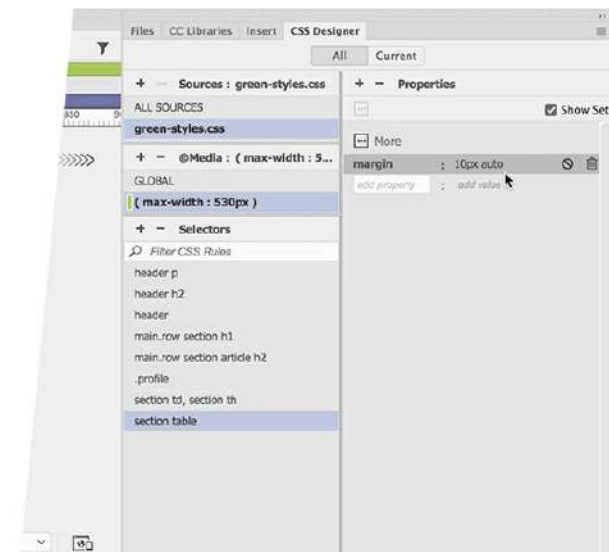 Files CC Libraries Insert CSS Designer
All Current
+ − Sources : green-styles.css
ALL SOURCES
green-styles.css
+ − @Media : ( max-width : 5...
GLOBAL
( max-width : 530px )
+ − Selectors
Filter CSS Rules
header p
header h2
header
main.row section h1
main.row section article h2
.profile
section td, section th
section table
+ − Properties
Show Set
More
margin : 10px auto
add property : add value
850